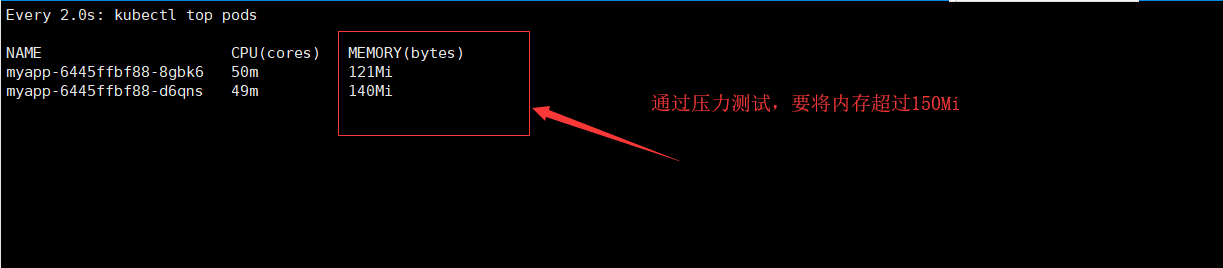 Every 2.0s: kubectl top pods
NAME CPU(cores) MEMORY(bytes)
myapp-6445ffbf88-8gbk6 50m 121Mi
myapp-6445ffbf88-d6qns 49m 140Mi
通过压力测试，要将内存超过150Mi